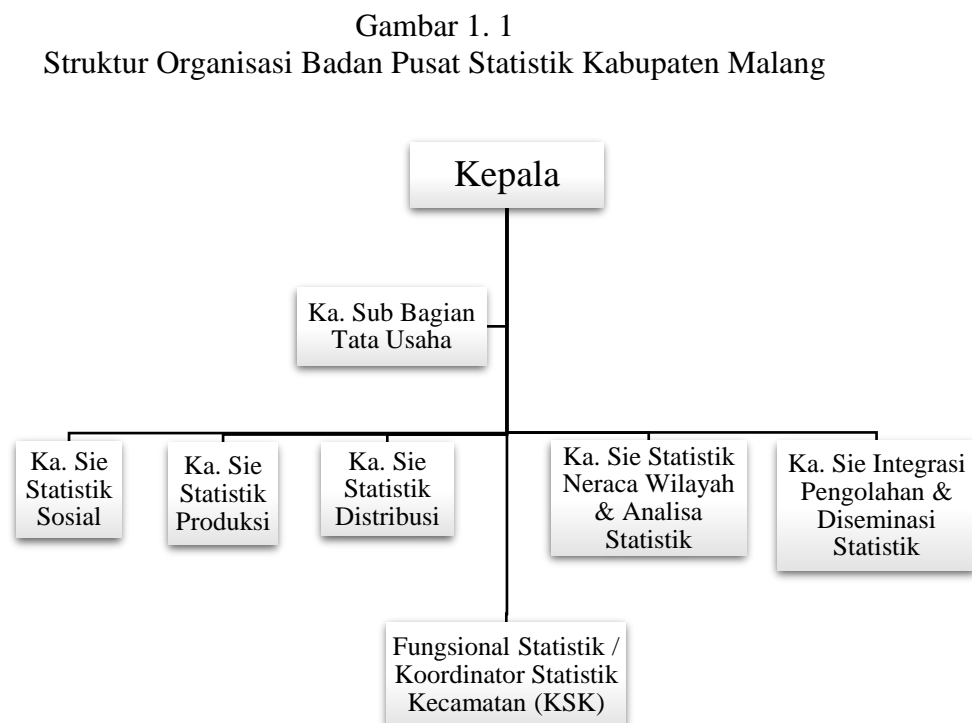 Gambar 1. 1
Struktur Organisasi Badan Pusat Statistik Kabupaten Malang
Kepala
Ka. Sub Bagian
Tata Usaha
Ka. Sie
Statistik
Sosial
Ka. Sie
Statistik
Produksi
Ka. Sie
Statistik
Distribusi
Ka. Sie Statistik
Neraca Wilayah
& Analisa
Statistik
Ka. Sie Integrasi
Pengolahan &
Diseminasi
Statistik
Fungsional Statistik /
Koordinator Statistik
Kecamatan (KSK)